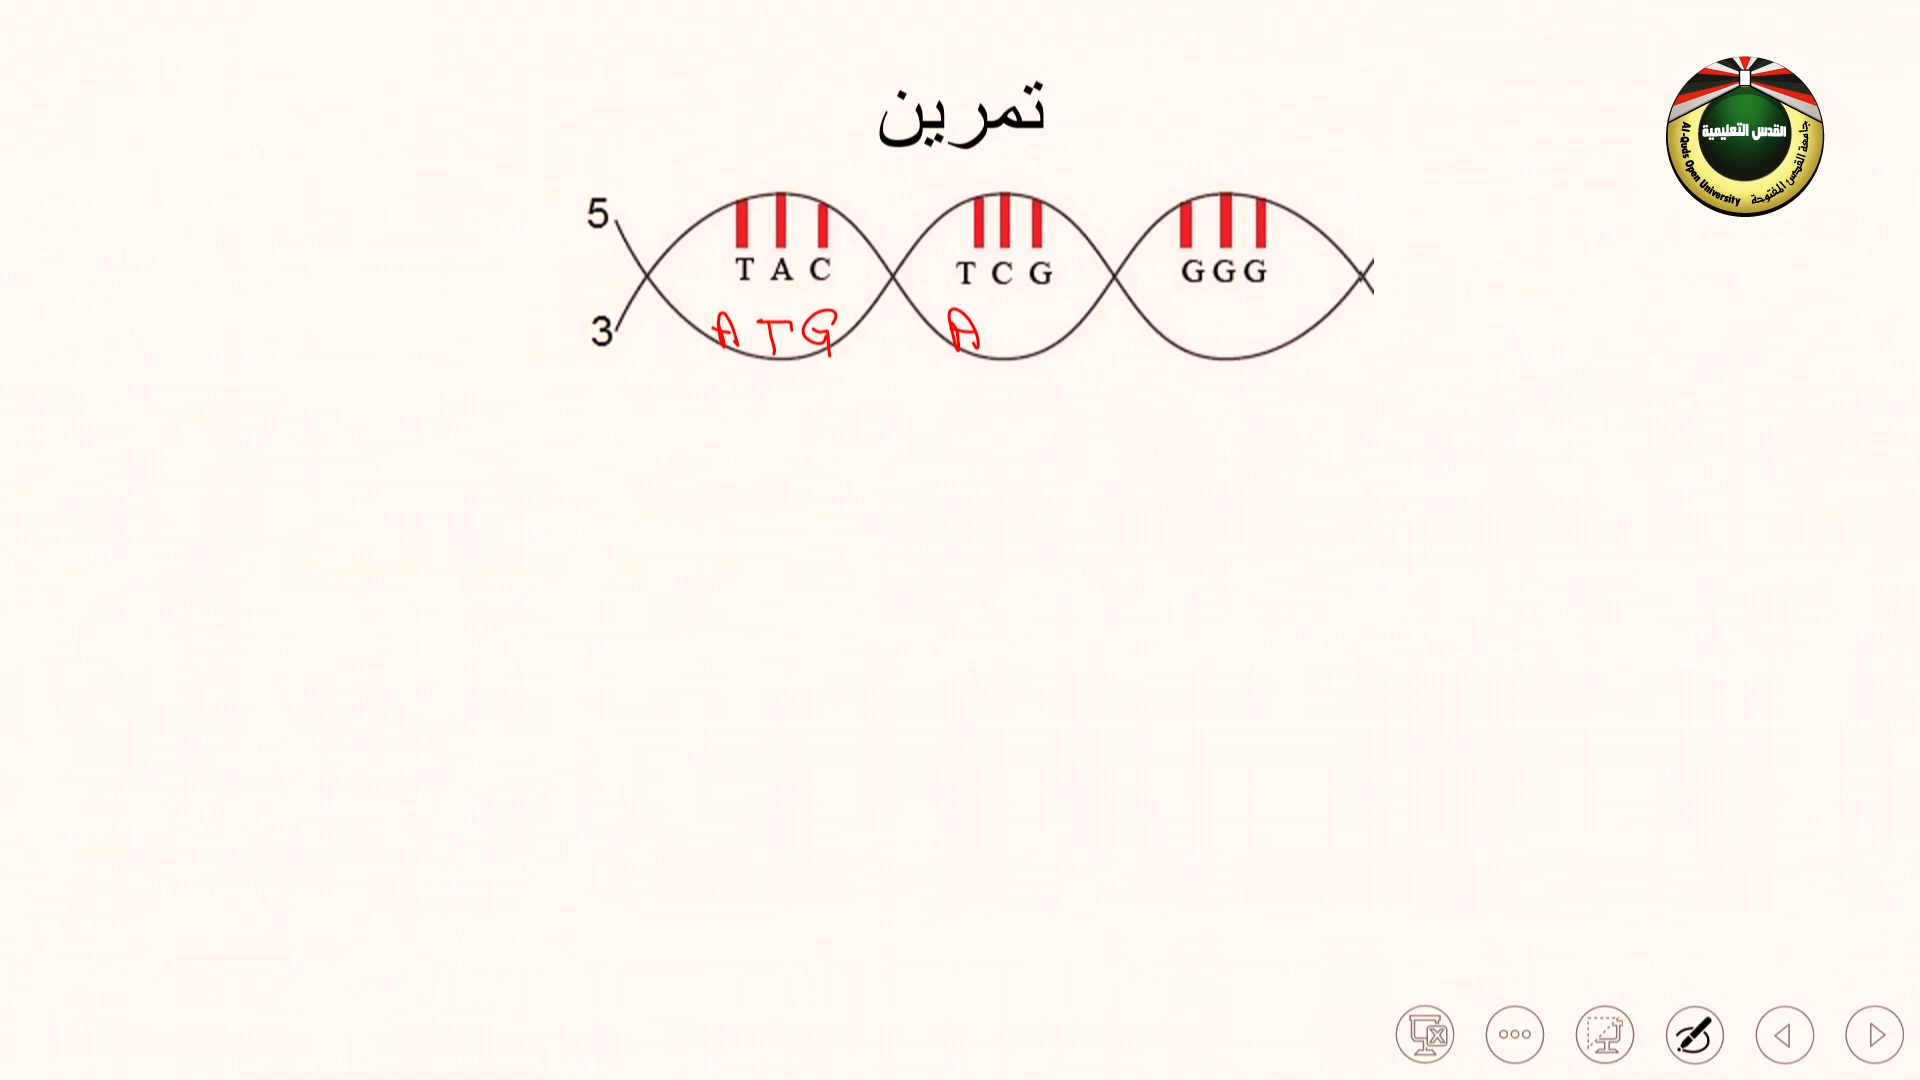 تمرين
القدس التعليمية
جامعة القدس المفتوحة
Al-Quds Open University
5
T A C T C G G G G
A T G A
3